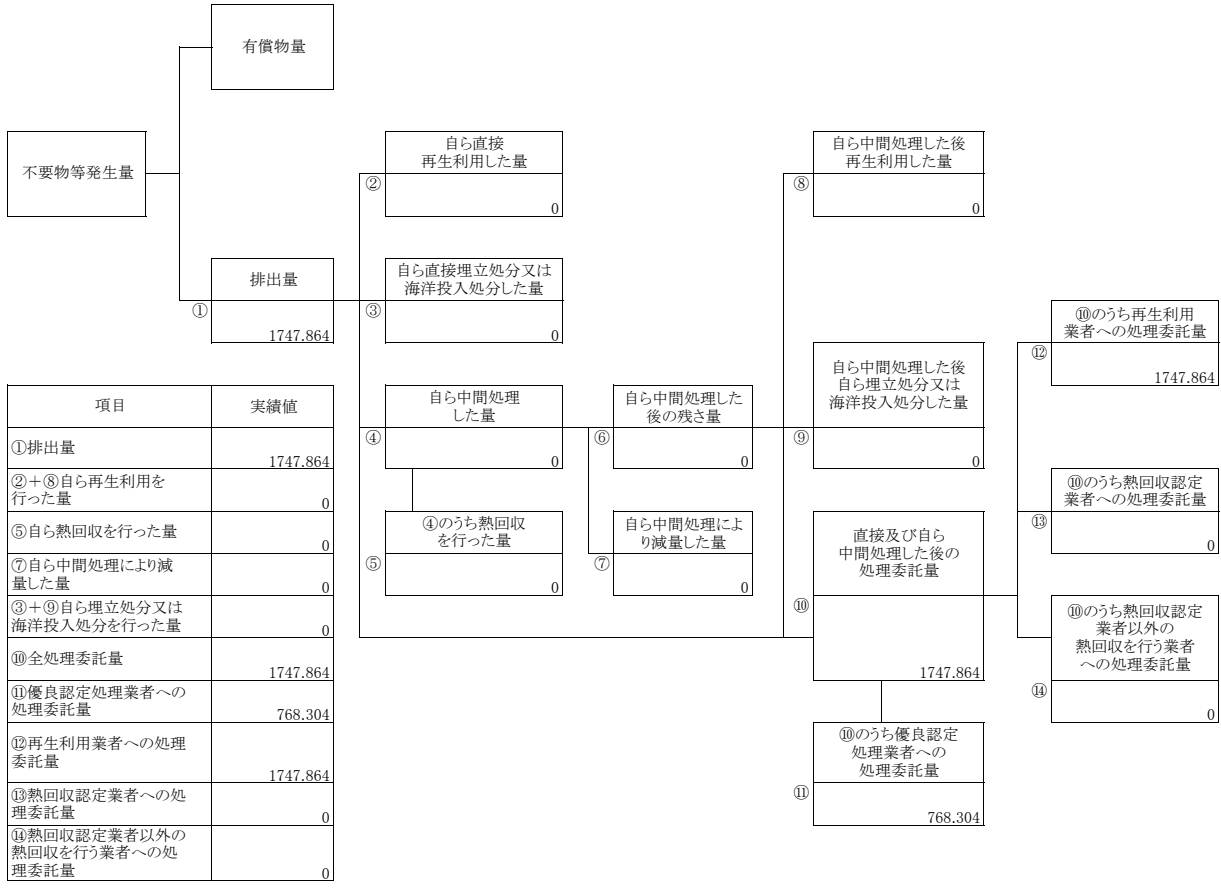 有償物量
不要物等発生量
自ら直接
再生利用した量
②
0
自ら中間処理した後
再生利用した量
⑧
0
排出量
①
1747.864
自ら直接埋立処分又は
海洋投入処分した量
③
0
⑩のうち再生利用
業者への処理委託量
⑫
1747.864
自ら中間処理した後
自ら埋立処分又は
海洋投入処分した量
⑨
0
自ら中間処理
した量
④
0
自ら中間処理した
後の残さ量
⑥
0
⑩のうち熱回収認定
業者への処理委託量
⑬
0
④のうち熱回収
を行った量
⑤
0
自ら中間処理によ
り減量した量
⑦
0
直接及び自ら
中間処理した後の
処理委託量
⑩
1747.864
⑩のうち熱回収認定
業者以外の
熱回収を行う業者
への処理委託量
⑭
0
⑩のうち優良認定
処理業者への
処理委託量
⑪
768.304
項目 実績値
①排出量
1747.864
②＋⑧自ら再生利用を
行った量
0
⑤自ら熱回収を行った量
0
⑦自ら中間処理により減
量した量
0
③＋⑨自ら埋立処分又は
海洋投入処分を行った量
0
⑩全処理委託量
1747.864
⑪優良認定処理業者への
処理委託量
768.304
⑫再生利用業者への処理
委託量
1747.864
⑬熱回収認定業者への処
理委託量
0
⑭熱回収認定業者以外の
熱回収を行う業者への処
理委託量
0